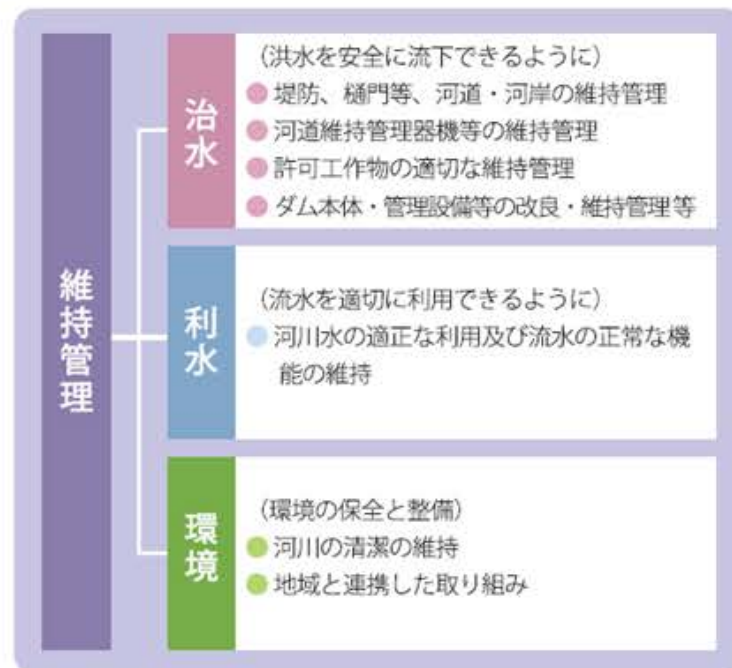 維持管理
治水
(洪水を安全に流下できるように)
●堤防、樋門等、河道・河岸の維持管理
●河道維持管理器機等の維持管理
●許可工作物の適切な維持管理
●ダム本体・管理設備等の改良・維持管理等
利水
(流水を適切に利用できるように)
●河川水の適正な利用及び流水の正常な機
能の維持
環境
(環境の保全と整備)
●河川の清潔の維持
●地域と連携した取り組み